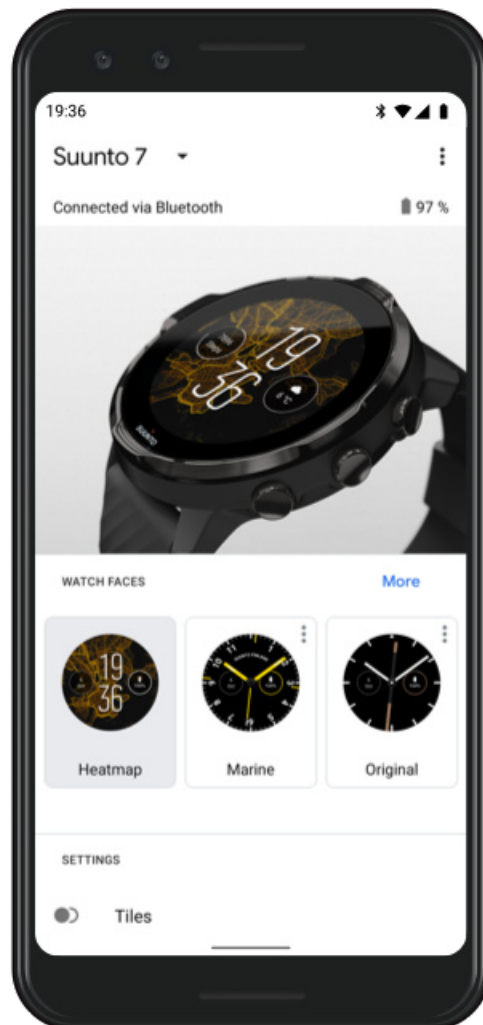 19:36
Suunto 7
Connected via Bluetooth 97 %
19
36
SUUNTO
WATCH FACES More
19
36
Heatmap Marine Original
SETTINGS
Tiles